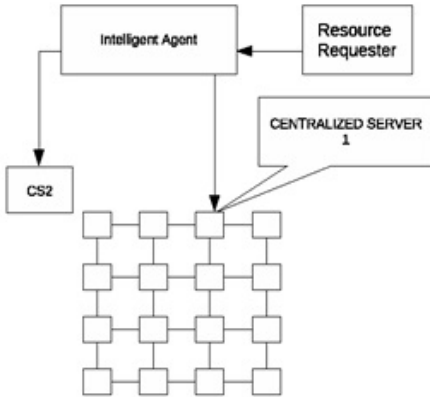 Intelligent Agent
Resource
Requester
CENTRALIZED SERVER
1
CS2